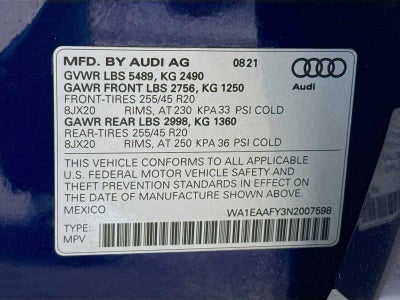 MFD. BY AUDI AG 08 21
GVWR LBS 5489, KG 2490
GAWR FRONT LBS 2756, KG 1250
FRONT-TIRES 255/45 R20
8JX20 RIMS, AT 230 KPA 33 PSI COLD
GAWR REAR LBS 2998, KG 1360
REAR-TIRES 255/45 R20
8JX20 RIMS, AT 250 KPA 36 PSI COLD
Audi
THIS VEHICLE CONFORMS TO ALL APPLICABLE
U.S. FEDERAL MOTOR VEHICLE SAFETY AND
THEFT PREVENTION STANDARDS IN EFFECT ON
THE DATE OF MANUFACTURE SHOWN ABOVE.
MEXICO
WA1EAAFY3N2007598
TYPE:
MPV